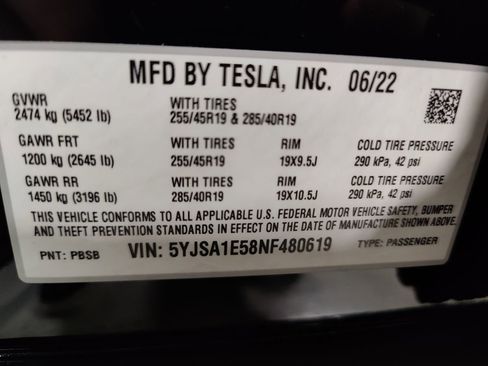 MFD BY TESLA, INC. 06/22
GVWR WITH TIRES
2474 kg (5452 lb) 255/45R19 & 285/40R19
GAWR FRT WITH TIRES RIM COLD TIRE PRESSURE
1200 kg (2645 lb) 255/45R19 19X9.5J 290 kPa, 42 psi
GAWR RR WITH TIRES RIM COLD TIRE PRESSURE
1450 kg (3196 lb) 285/40R19 19X10.5J 290 kPa, 42 psi
THIS VEHICLE CONFORMS TO ALL APPLICABLE U.S. FEDERAL MOTOR VEHICLE SAFETY, BUMPER
AND THEFT PREVENTION STANDARDS IN EFFECT ON THE DATE OF MANUFACTURE SHOWN ABOVE.
PNT: PBSB VIN: 5YJSA1E58NF480619 TYPE: PASSENGER